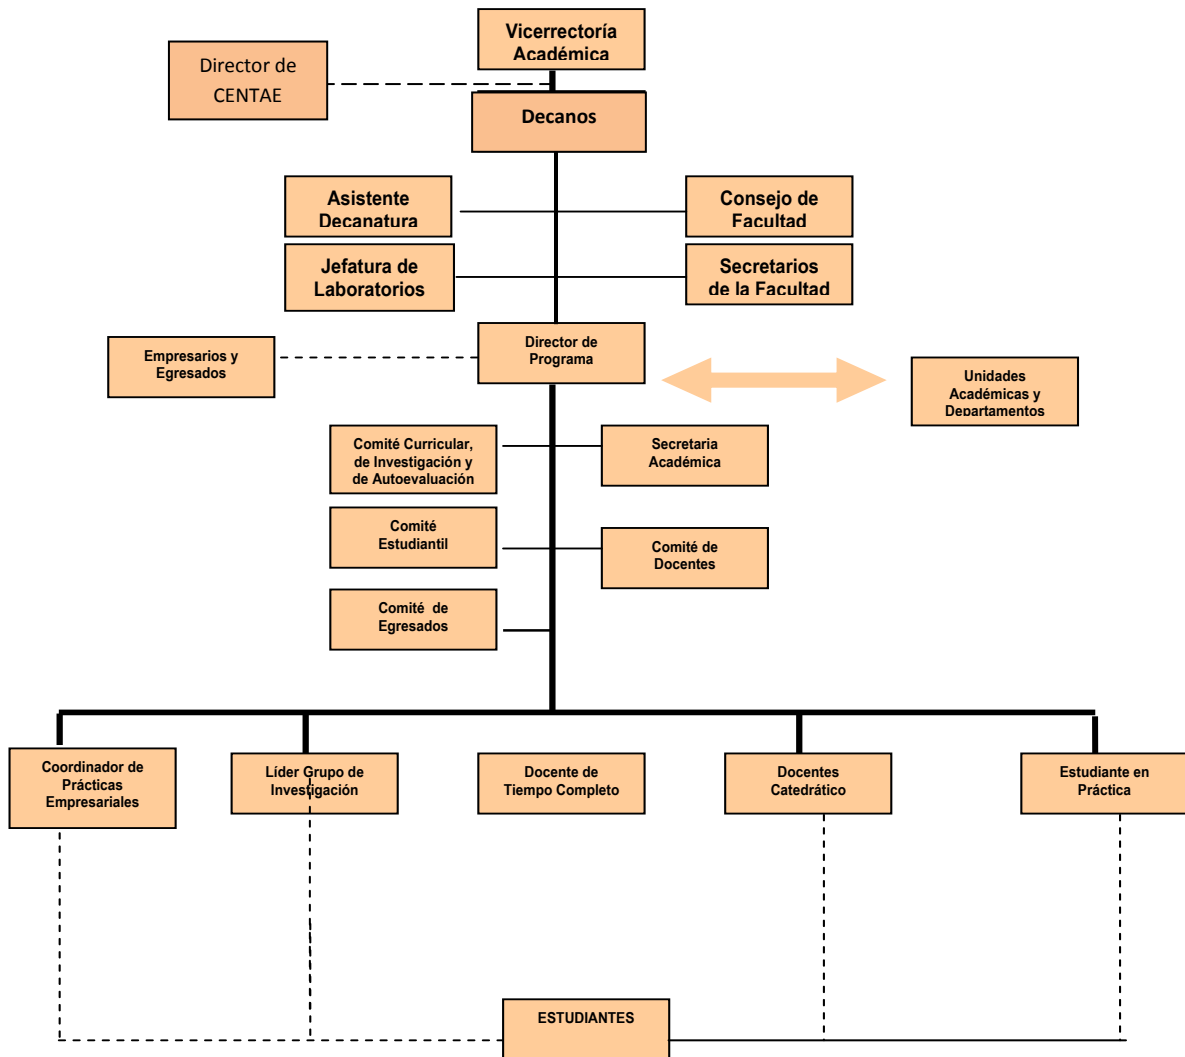 Vicerrectoría
Académica
Director de
CENTAE
Decanos
Asistente
Decanatura
Consejo de
Facultad
Jefatura de
Laboratorios
Secretarios
de la Facultad
Director de
Programa
Empresarios y
Egresados
Unidades
Académicas y
Departamentos
Comité Curricular,
de Investigación y
de Autoevaluación
Secretaria
Académica
Comité
Estudiantil
Comité de
Docentes
Comité de
Egresados
Coordinador de
Prácticas
Empresariales
Líder Grupo de
Investigación
Docente de
Tiempo Completo
Docentes
Catedrático
Estudiante en
Práctica
ESTUDIANTES